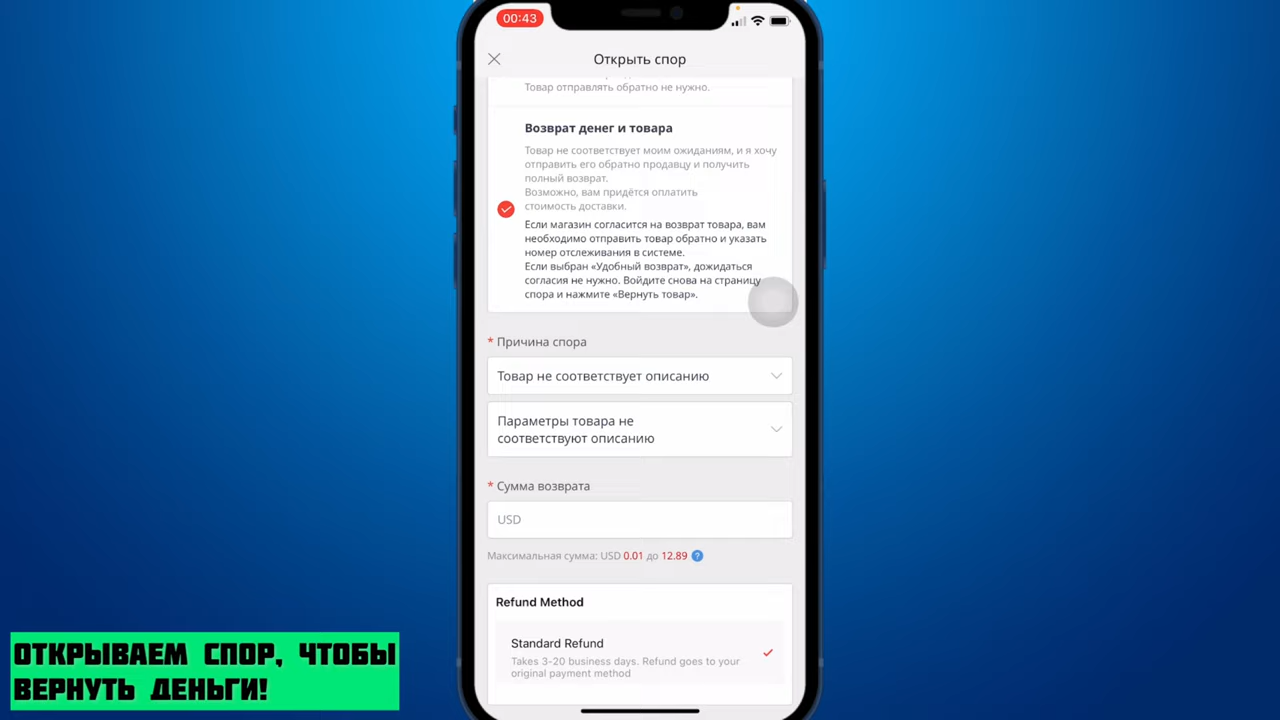 00:43
Открыть спор
Товар отправлять обратно не нужно.
Возврат денег и товара
Товар не соответствует моим ожиданиям, и я хочу
отправить его обратно продавцу и получить
полный возврат.
Возможно, вам придётся оплатить
стоимость доставки.
Если магазин согласится на возврат товара, вам
необходимо отправить товар обратно и указать
номер отслеживания в системе.
Если выбран «Удобный возврат», дожидаться
согласия не нужно. Войдите снова на страницу
спора и нажмите «Вернуть товар».
* Причина спора
Товар не соответствует описанию
Параметры товара не
соответствуют описанию
* Сумма возврата
USD
Максимальная сумма: USD 0.01 до 12.89 ?
Refund Method
Standard Refund
Takes 3-20 business days. Refund goes to your
original payment method
ОТКРЫВАЕМ СПОР, ЧТОБЫ
ВЕРНУТЬ ДЕНЬГИ!